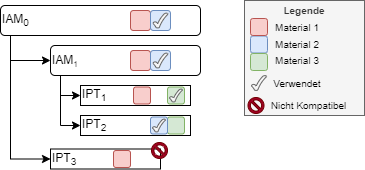 IAM0
IAM1
IPT1
IPT2
IPT3
Legende
Material 1
Material 2
Material 3
Verwendet
Nicht Kompatibel